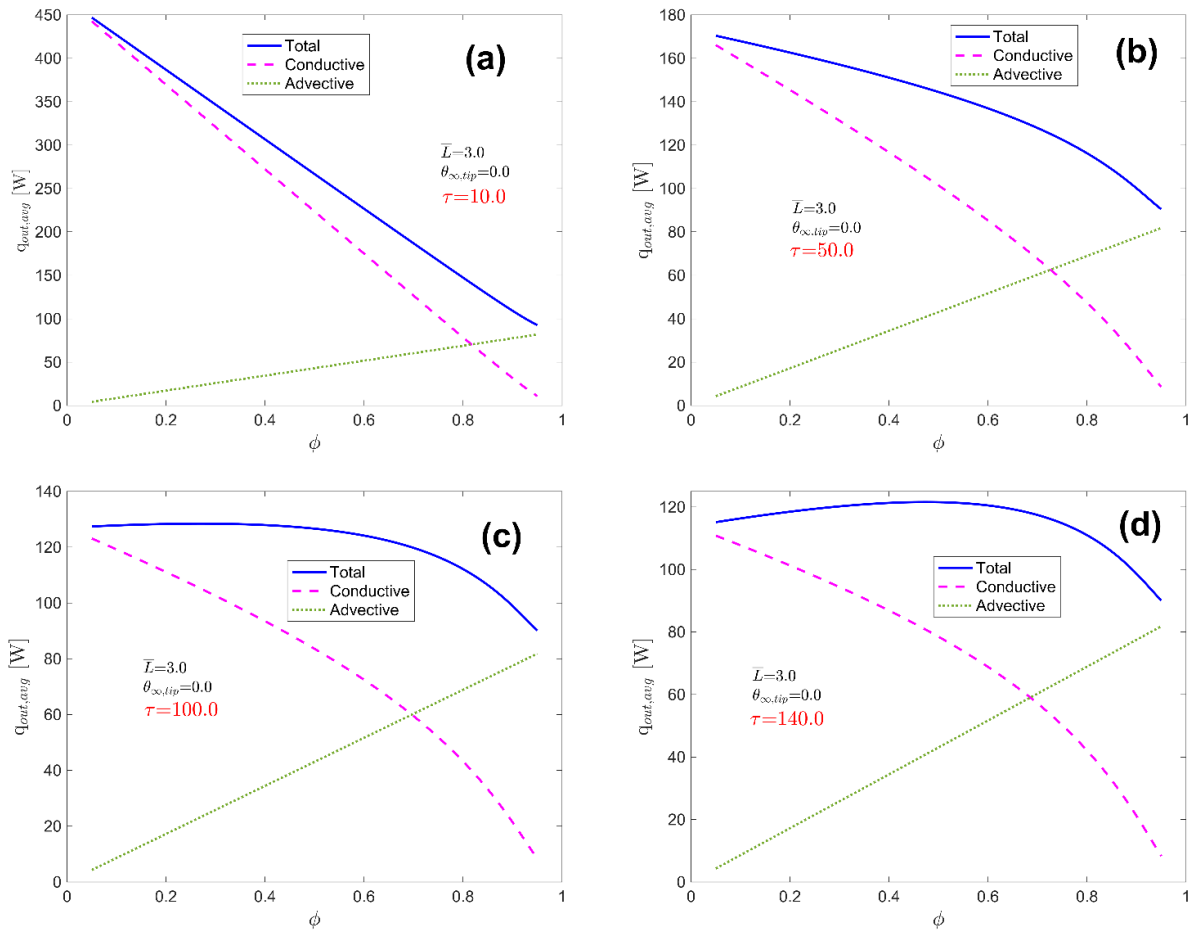 (a)
Total
Conductive
Advective
L̅=3.0
θ∞,tip=0.0
τ=10.0
qout,avg [W]
450
400
350
300
250
200
150
100
50
0
0 0.2 0.4 0.6 0.8 1
ϕ
(b)
Total
Conductive
Advective
L̅=3.0
θ∞,tip=0.0
τ=50.0
qout,avg [W]
180
160
140
120
100
80
60
40
20
0
0 0.2 0.4 0.6 0.8 1
ϕ
(c)
Total
Conductive
Advective
L̅=3.0
θ∞,tip=0.0
τ=100.0
qout,avg [W]
140
120
100
80
60
40
20
0
0 0.2 0.4 0.6 0.8 1
ϕ
(d)
Total
Conductive
Advective
L̅=3.0
θ∞,tip=0.0
τ=140.0
qout,avg [W]
120
100
80
60
40
20
0
0 0.2 0.4 0.6 0.8 1
ϕ